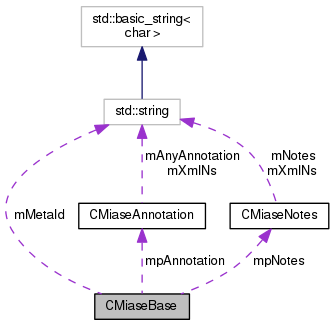 std::basic_string<
char >
std::string
mAnyAnnotation
mXmlNs
mNotes
mXmlNs
mMetaId
CMiaseAnnotation
CMiaseNotes
mpAnnotation
mpNotes
CMiaseBase